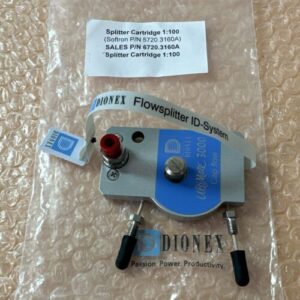 Splitter Cartridge 1:100
(Softron P/N 6720.3160A)
SALES P/N 6720.3160A
Splitter Cartridge 1:100
DIONEX
Flowsplitter ID-System
UltiMate 3000
DIONEX
Passion. Power. Productivity.